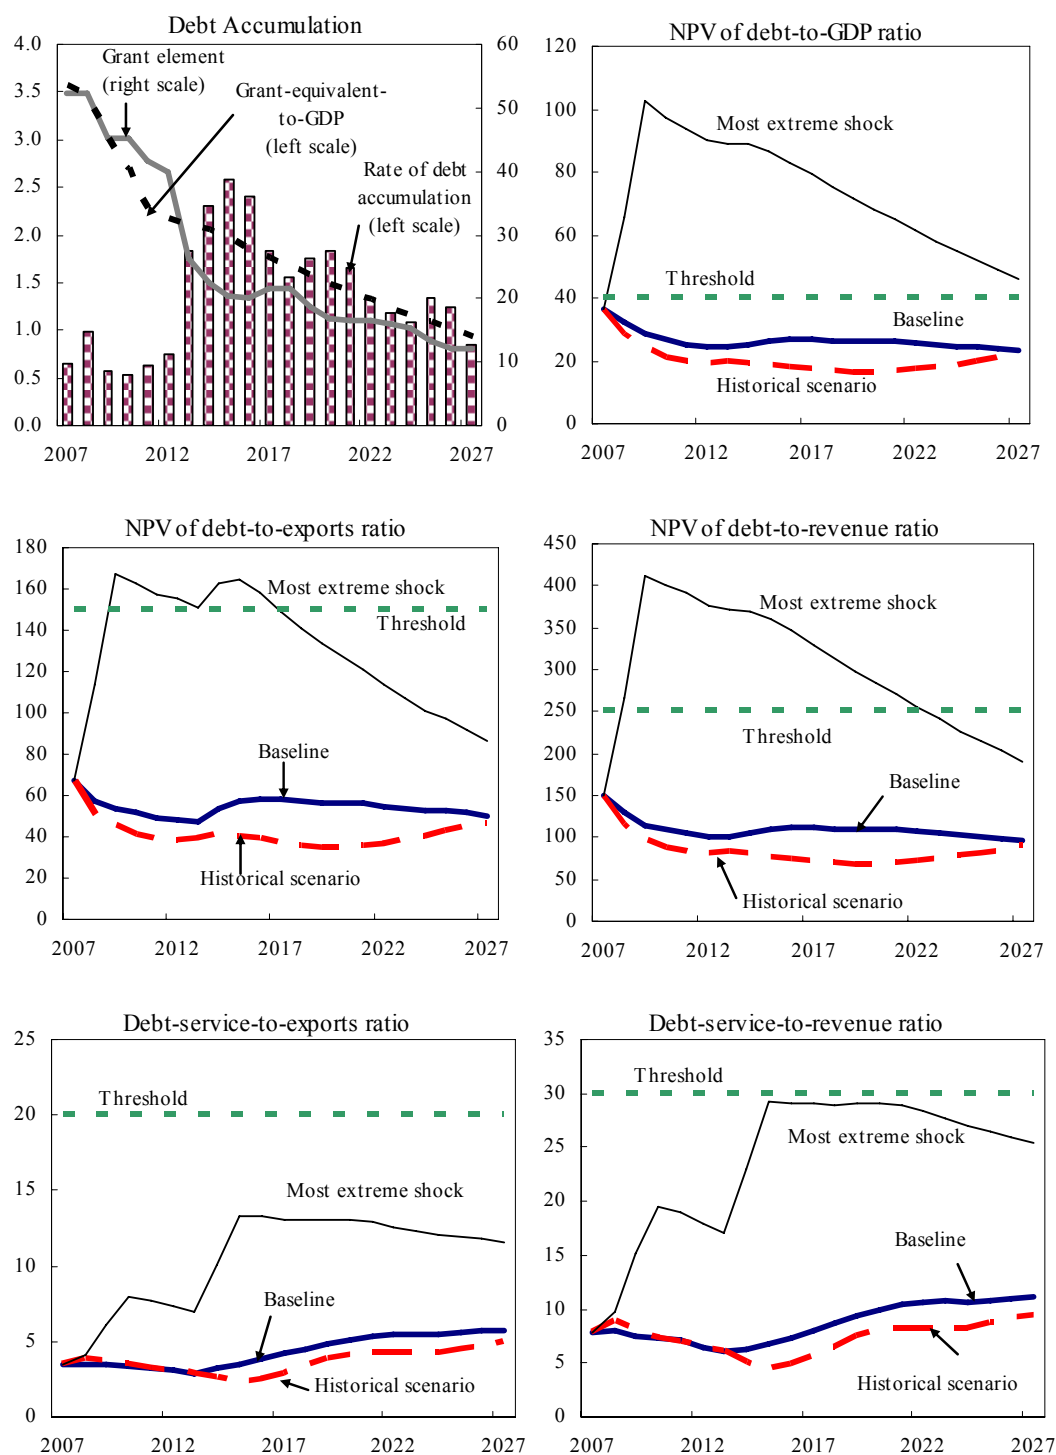 Debt Accumulation
4.0
3.5
3.0
2.5
2.0
1.5
1.0
0.5
0.0
60
50
40
30
20
10
0
Grant element
(right scale)
Grant-equivalent-
to-GDP
(left scale)
Rate of debt
accumulation
(left scale)
2007 2012 2017 2022 2027
NPV of debt-to-GDP ratio
120
100
80
60
40
20
0
Most extreme shock
Threshold
Baseline
Historical scenario
2007 2012 2017 2022 2027
NPV of debt-to-exports ratio
180
160
140
120
100
80
60
40
20
0
Most extreme shock
Threshold
Baseline
Historical scenario
2007 2012 2017 2022 2027
NPV of debt-to-revenue ratio
450
400
350
300
250
200
150
100
50
0
Most extreme shock
Threshold
Baseline
Historical scenario
2007 2012 2017 2022 2027
Debt-service-to-exports ratio
25
20
15
10
5
0
Threshold
Most extreme shock
Baseline
Historical scenario
2007 2012 2017 2022 2027
Debt-service-to-revenue ratio
35
30
25
20
15
10
5
0
Threshold
Most extreme shock
Baseline
Historical scenario
2007 2012 2017 2022 2027